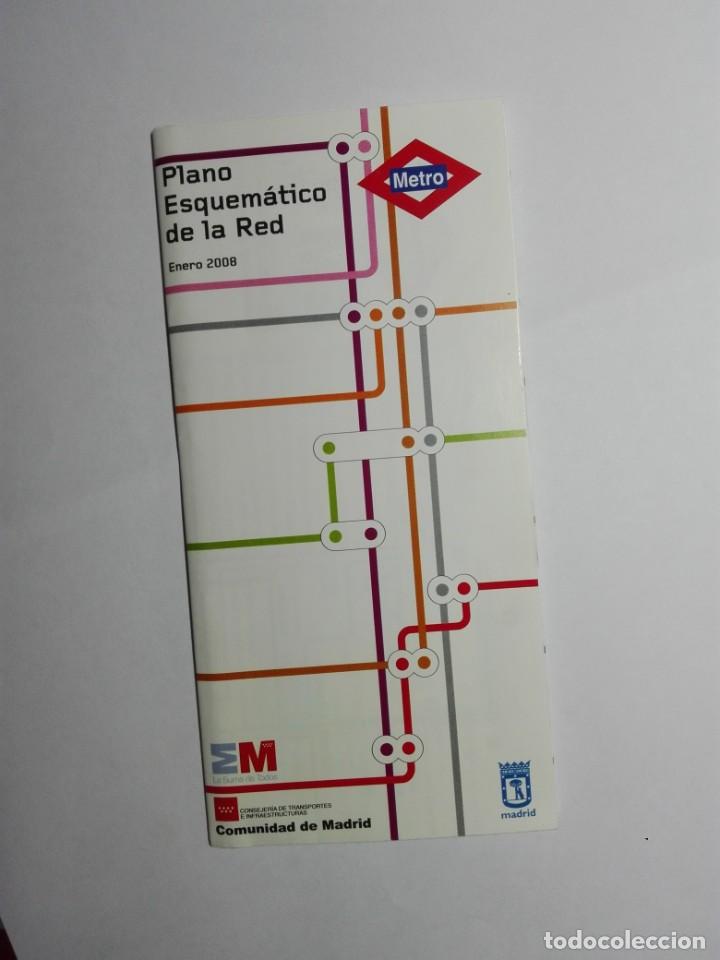 Plano
Esquemático
de la Red
Enero 2008
Metro
La Suma de Todos
CONSEJERÍA DE TRANSPORTES
E INFRAESTRUCTURAS
Comunidad de Madrid
madrid
todocoleccion